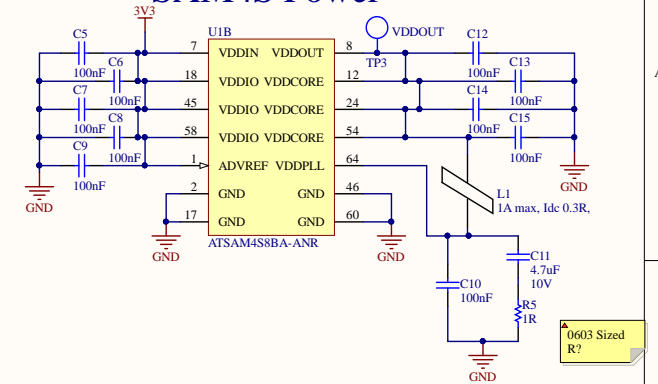 SAM4S Power
3V3
U1B
VDDOUT
TP3
C5
100nF
C6
100nF
C7
100nF
C8
100nF
C9
100nF
GND
7
18
45
58
1
2
17
VDDIN VDDOUT
VDDIO VDDCORE
VDDIO VDDCORE
VDDIO VDDCORE
ADVREF VDDPLL
GND GND
GND GND
8
12
24
54
64
46
60
ATSAM4S8BA-ANR
GND
GND
C12
100nF
C13
100nF
C14
100nF
C15
100nF
GND
L1
1A max, Idc 0.3R,
C10
100nF
C11
4.7uF
10V
R5
1R
GND
0603 Sized
R?